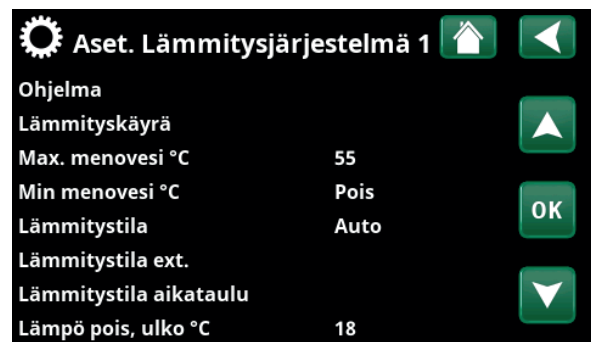 Aset. Lämmitysjärjestelmä 1
Ohjelma
Lämmityskäyrä
Max. menovesi °C 55
Min menovesi °C Pois
Lämmitystila Auto
OK
Lämmitystila ext.
Lämmitystila aikataulu
Lämpö pois, ulko °C 18